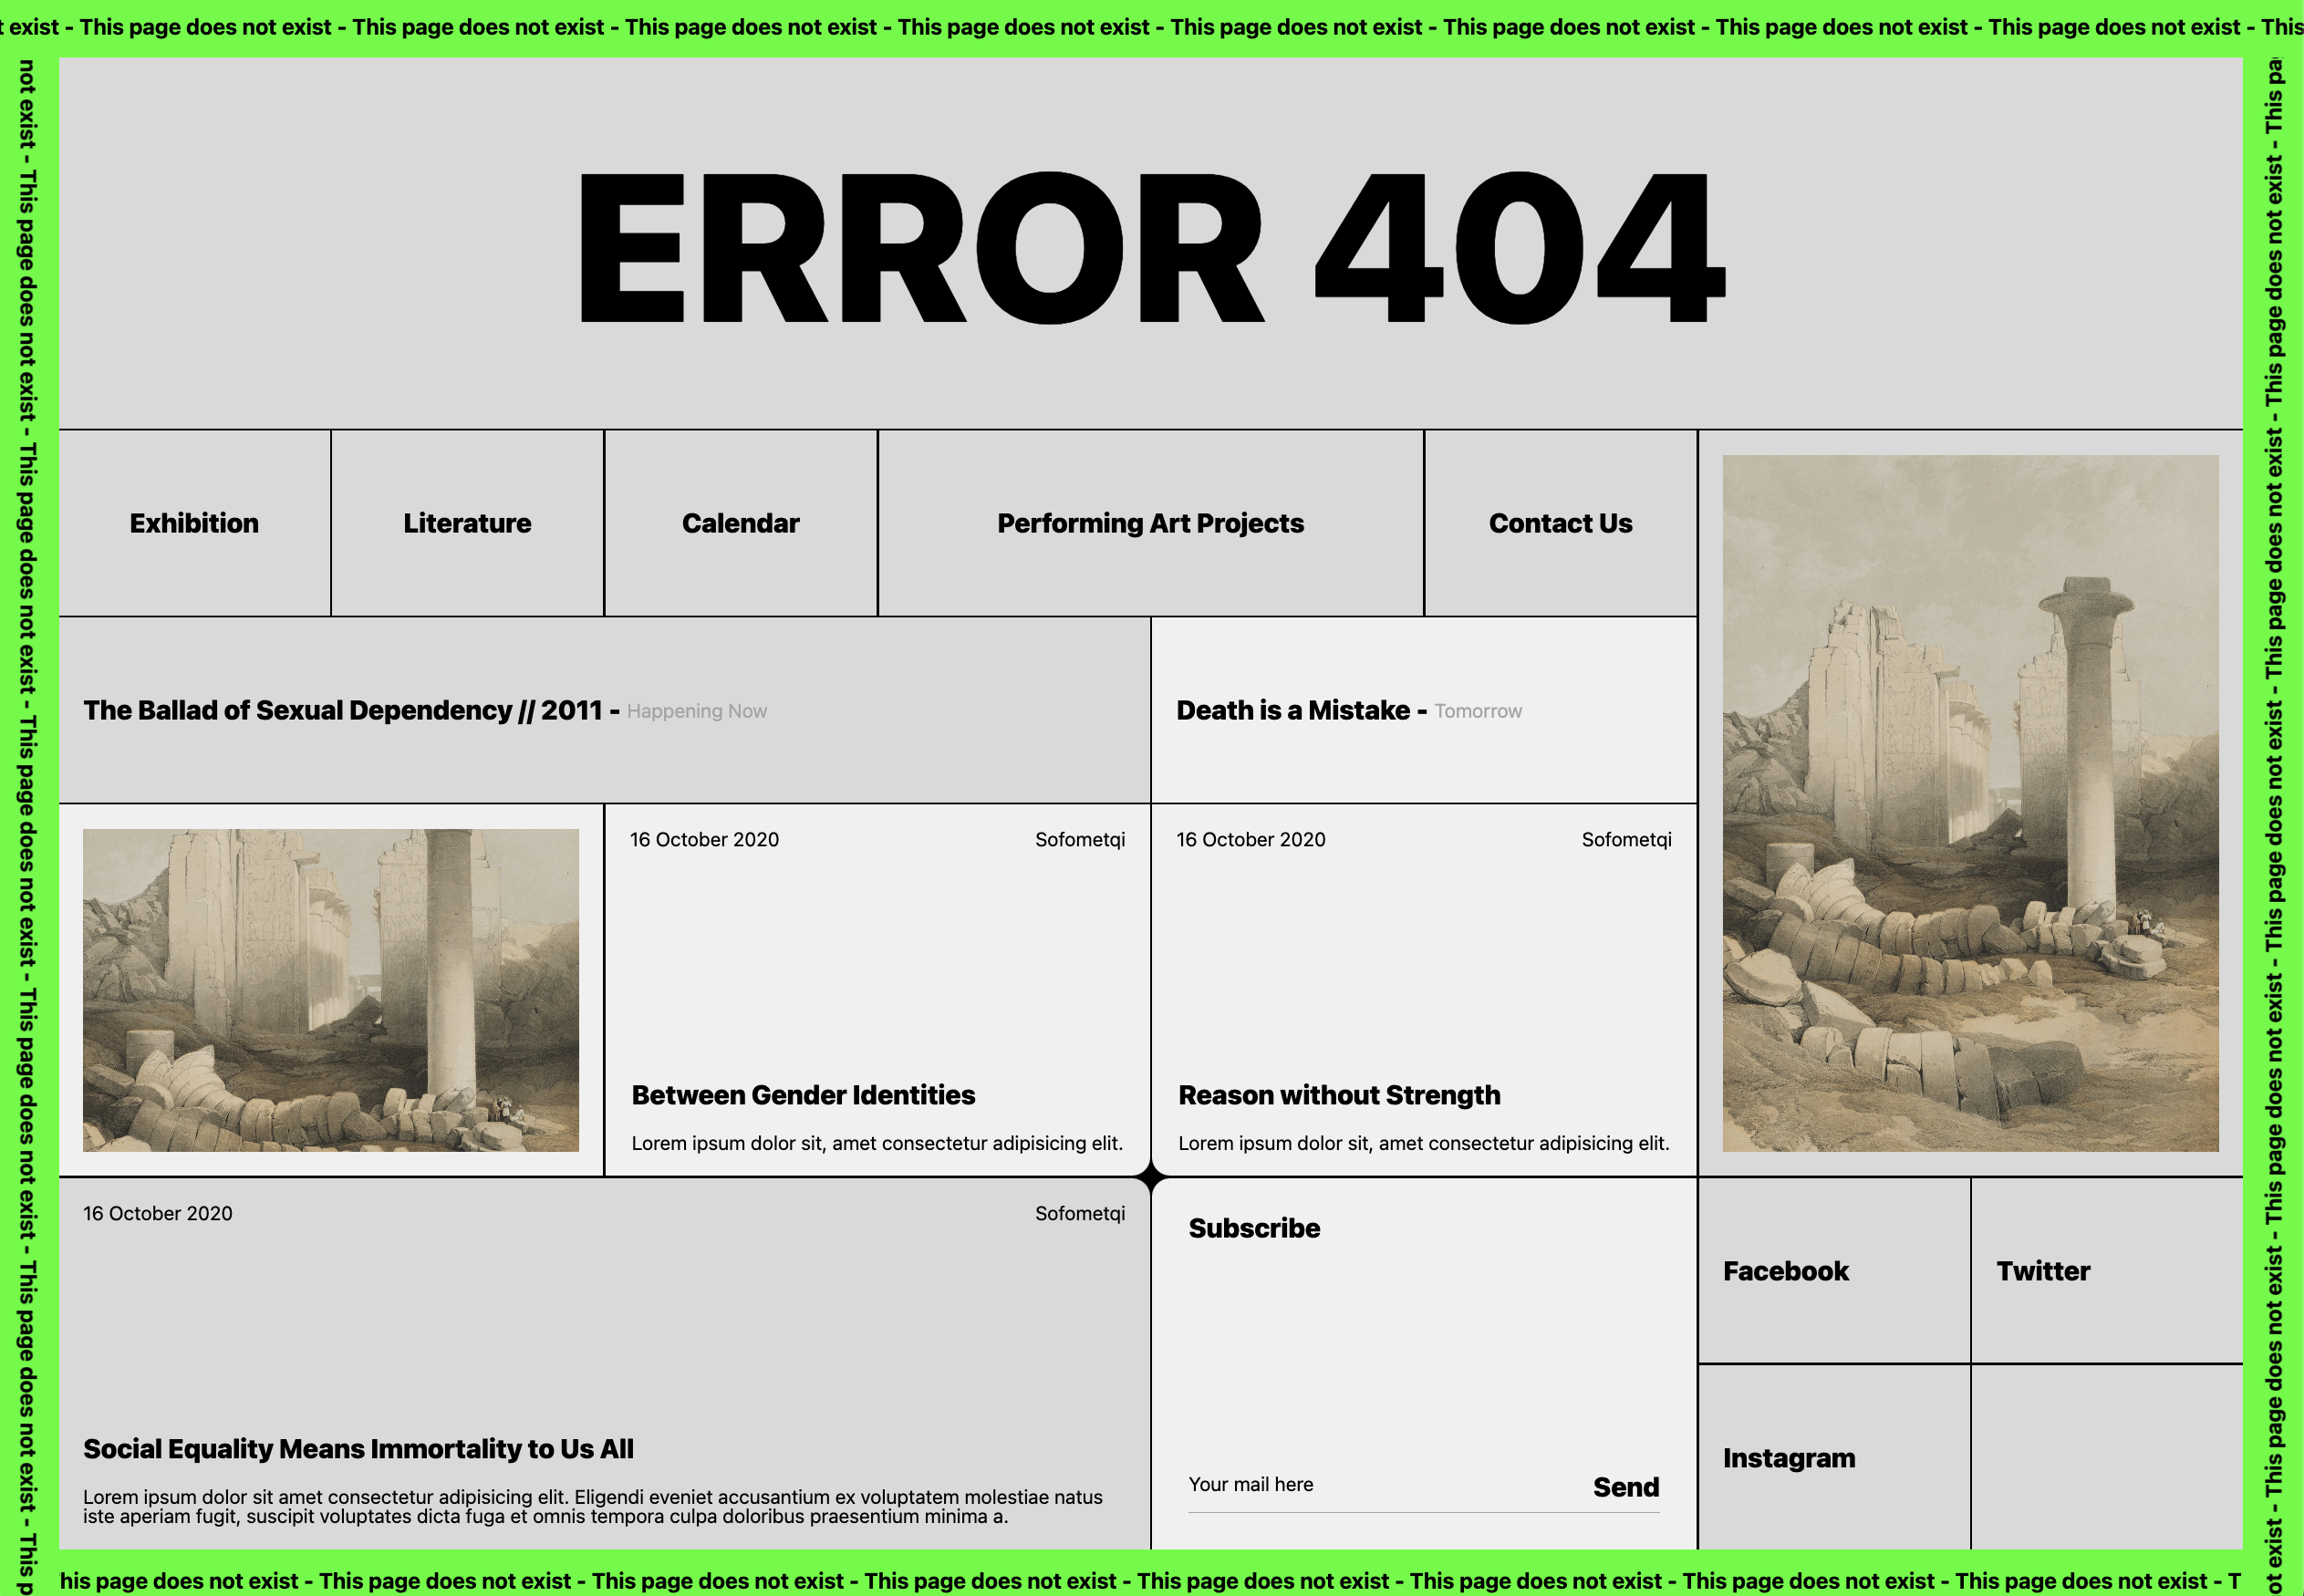 t exist - This page does not exist - This page does not exist - This page does not exist - This page does not exist - This page does not exist - This page does not exist - This page does not exist - This page does not exist - This
not exist - This page does not exist - This page does not exist - This page does not exist - This page does not exist - This page does not exist - This p
ot exist - This page does not exist - This page does not exist - This page does not exist - This page does not exist - This page does not exist - This pa
ERROR 404
Exhibition
Literature
Calendar
Performing Art Projects
Contact Us
The Ballad of Sexual Dependency // 2011 - Happening Now
Death is a Mistake - Tomorrow
16 October 2020
Sofometqi
Between Gender Identities
Lorem ipsum dolor sit, amet consectetur adipisicing elit.
16 October 2020
Sofometqi
Reason without Strength
Lorem ipsum dolor sit, amet consectetur adipisicing elit.
16 October 2020
Sofometqi
Social Equality Means Immortality to Us All
Lorem ipsum dolor sit amet consectetur adipisicing elit. Eligendi eveniet accusantium ex voluptatem molestiae natus
iste aperiam fugit, suscipit voluptates dicta fuga et omnis tempora culpa doloribus praesentium minima a.
Subscribe
Your mail here
Send
Facebook
Twitter
Instagram
his page does not exist - This page does not exist - This page does not exist - This page does not exist - This page does not exist - This page does not exist - This page does not exist - This page does not exist - T